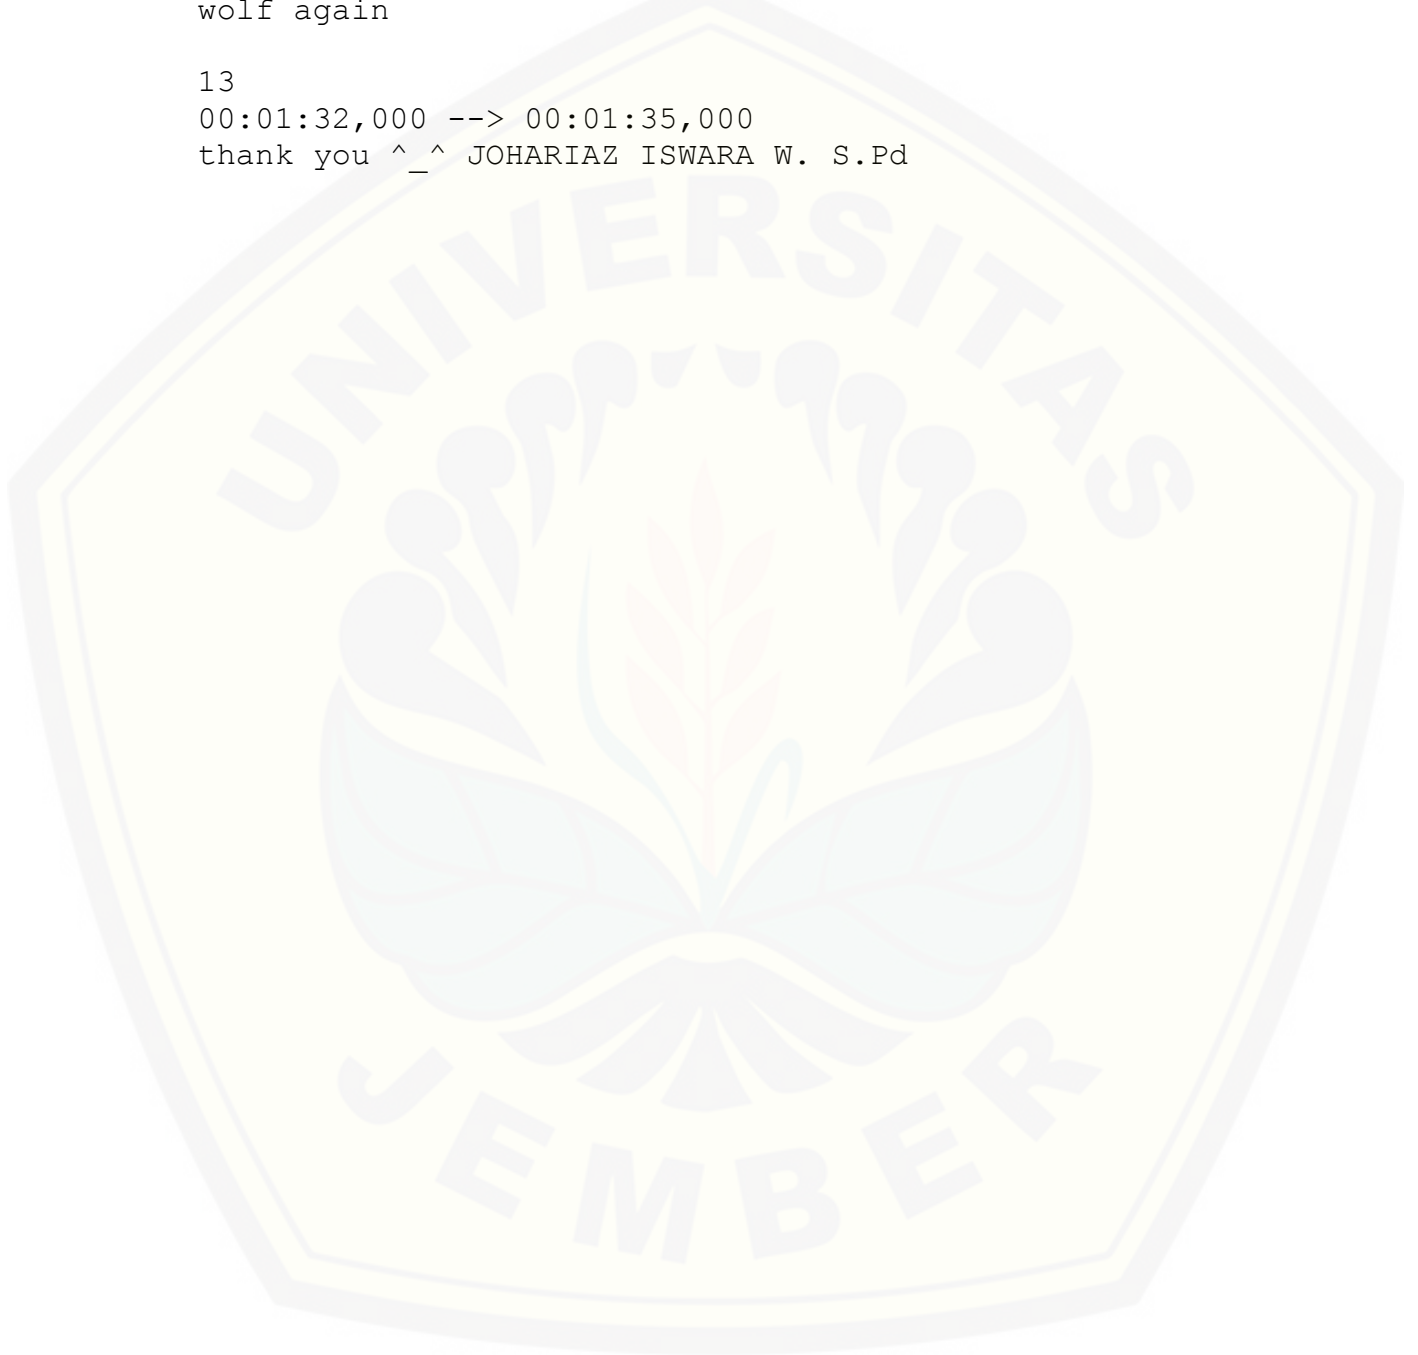 wolf again
13
00:01:32,000 --> 00:01:35,000
thank you ^_^ JOHARIAZ ISWARA W. S.Pd
UNIVERSITAS
JEMBER